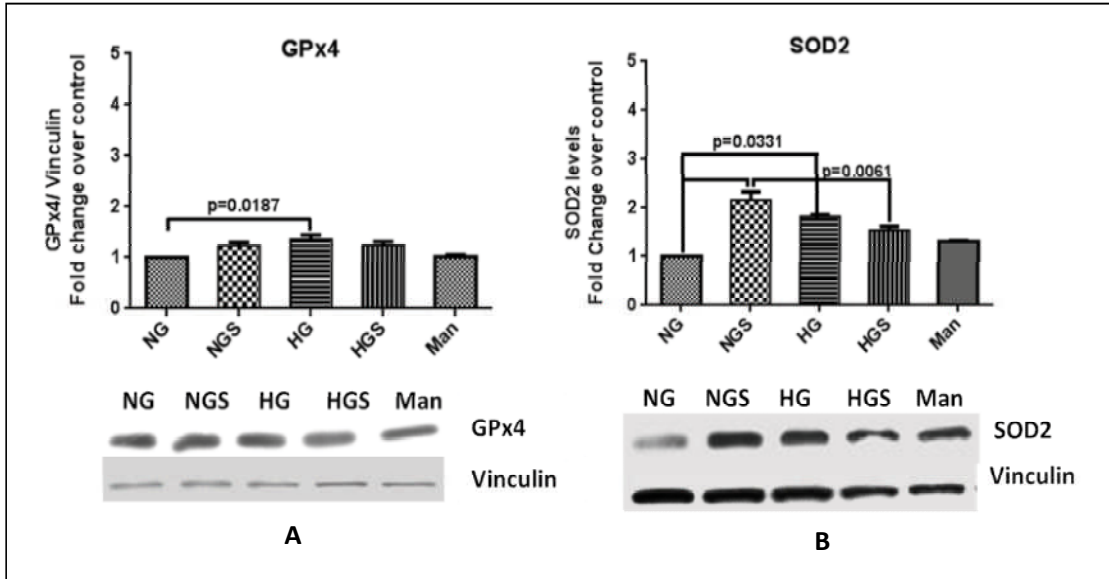 GPx4
GPx4/ Vinculin
Fold change over control
5
4
3
2
1
0
p=0.0187
NG
NGS
HG
HGS
Man
NG NGS HG HGS Man
GPx4
Vinculin
A
SOD2
SOD2 levels
Fold Change over control
5
4
3
2
1
0
p=0.0331
p=0.0061
NG
NGS
HG
HGS
Man
NG NGS HG HGS Man
SOD2
Vinculin
B